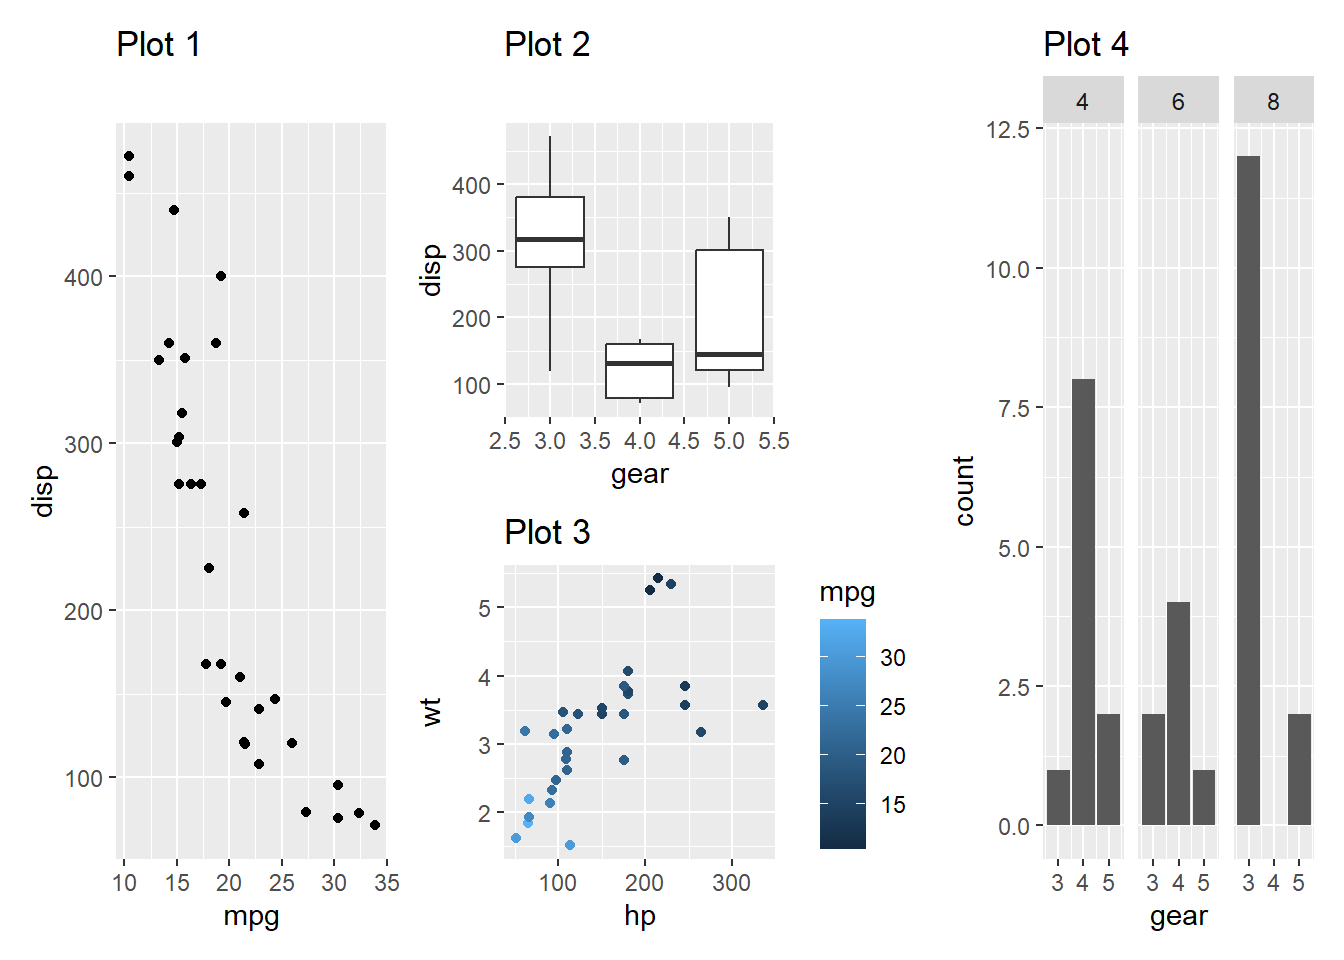 Plot 1
disp
400
300
200
100
10 15 20 25 30 35
mpg
Plot 2
disp
400
300
200
100
2.5 3.0 3.5 4.0 4.5 5.0 5.5
gear
Plot 3
wt
5
4
3
2
100 200 300
hp
mpg
30
25
20
15
Plot 4
4 6 8
count
12.5
10.0
7.5
5.0
2.5
0.0
3 4 5 3 4 5 3 4 5
gear